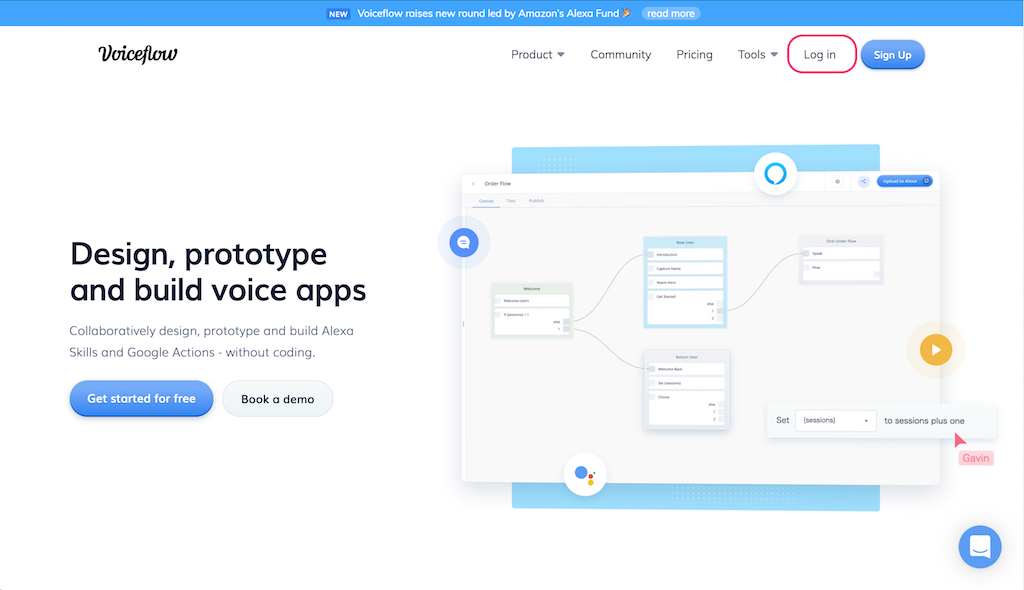 NEW Voiceflow raises new round led by Amazon's Alexa Fund 🎉 read more
Voiceflow
Product
Community
Pricing
Tools
Log in
Sign Up
Design, prototype
and build voice apps
Collaboratively design, prototype and build Alexa
Skills and Google Actions - without coding.
Get started for free
Book a demo
Order Flow
Upload to Alexa
Canvas
Test
Publish
Welcome
Welcome Users
if {sessions} = 1
else
1
New User
Introduction
Capture Name
Warm Intro
Get Started
else
1
2
Return User
Welcome Back
Set {sessions}
Choice
else
1
2
Find Order Flow
Speak
Flow
Set {sessions} to sessions plus one
Gavin